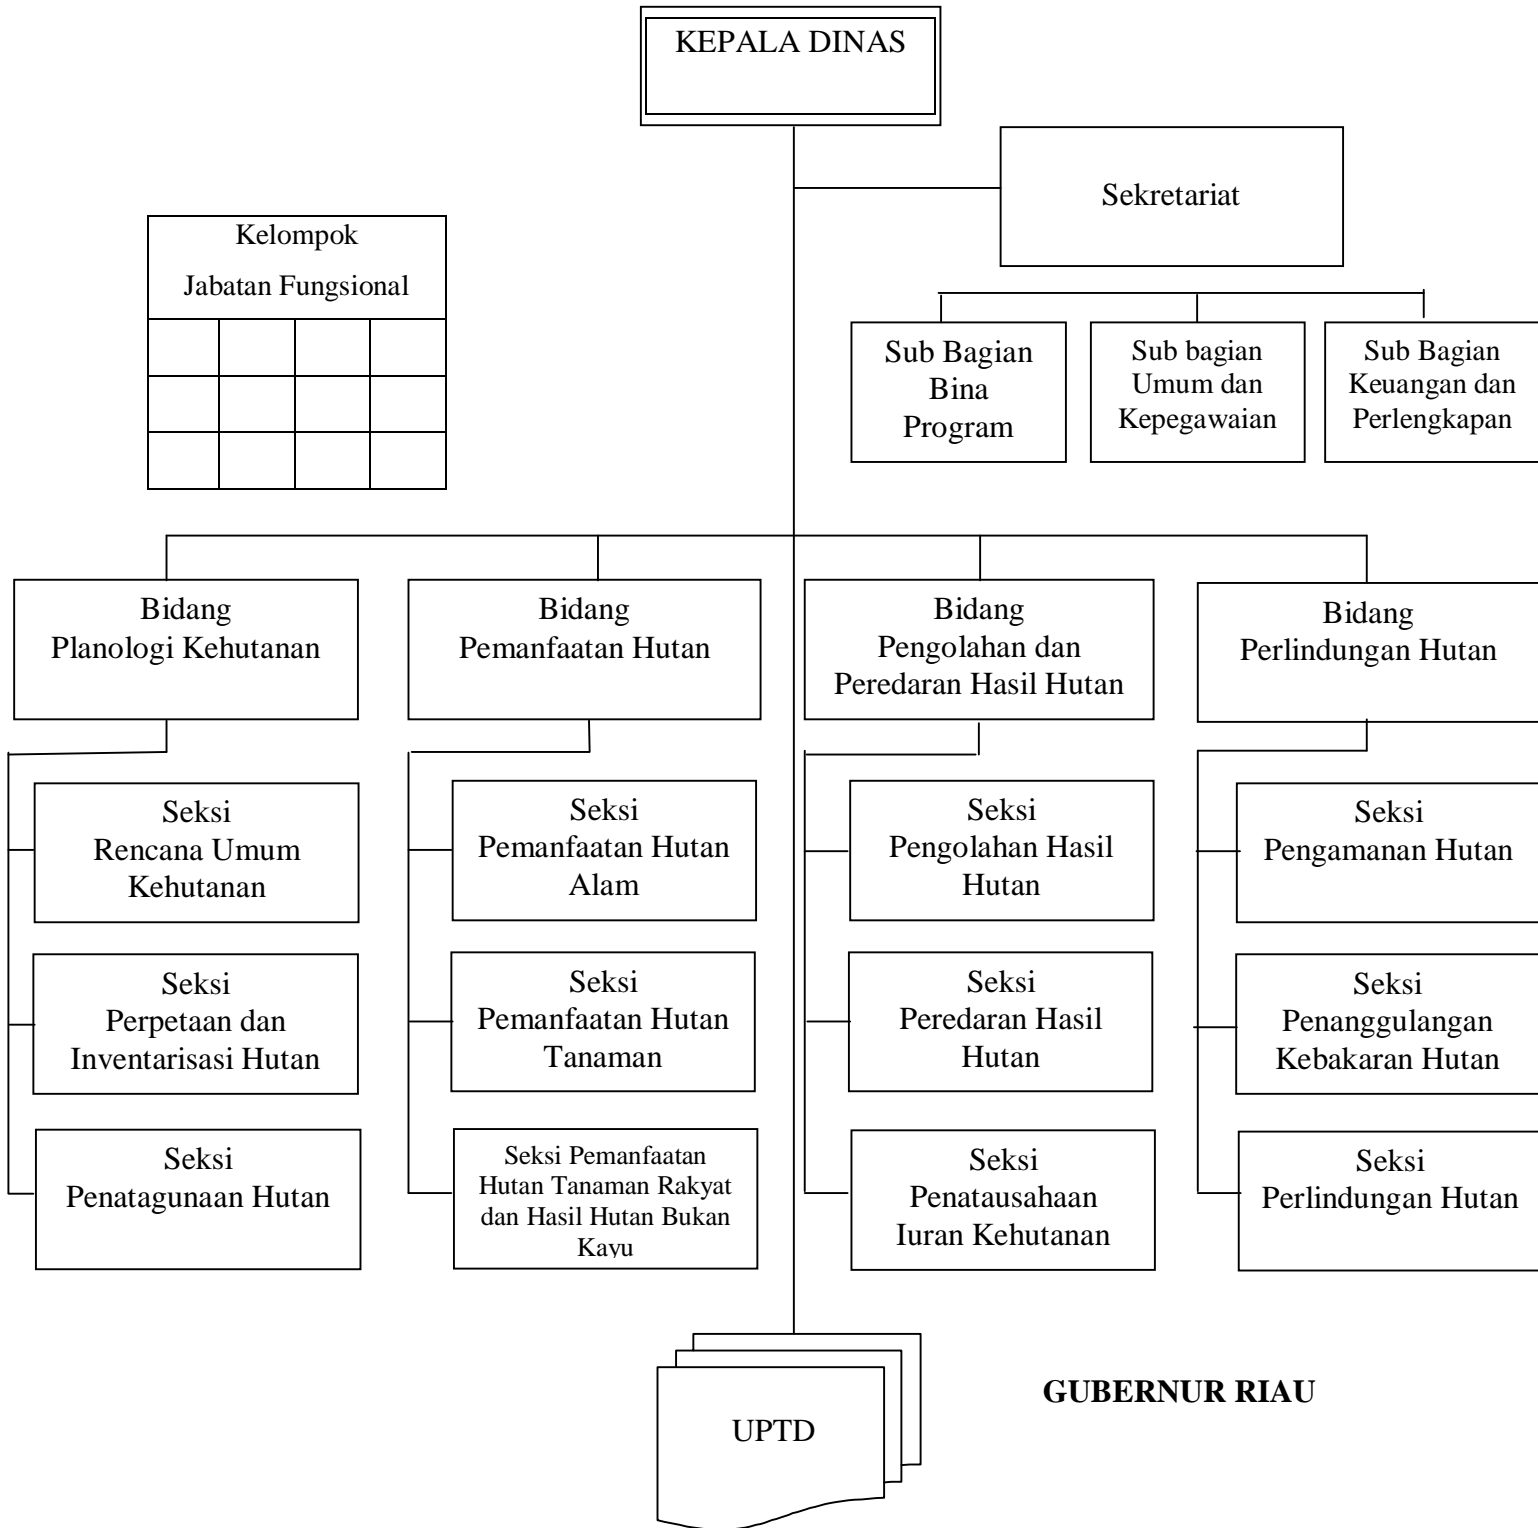 KEPALA DINAS
Sekretariat
Kelompok
Jabatan Fungsional
Sub Bagian
Bina
Program
Sub bagian
Umum dan
Kepegawaian
Sub Bagian
Keuangan dan
Perlengkapan
Bidang
Planologi Kehutanan
Bidang
Pemanfaatan Hutan
Bidang
Pengolahan dan
Peredaran Hasil Hutan
Bidang
Perlindungan Hutan
Seksi
Rencana Umum
Kehutanan
Seksi
Pemanfaatan Hutan
Alam
Seksi
Pengolahan Hasil
Hutan
Seksi
Pengamanan Hutan
Seksi
Perpetaan dan
Inventarisasi Hutan
Seksi
Pemanfaatan Hutan
Tanaman
Seksi
Peredaran Hasil
Hutan
Seksi
Penanggulangan
Kebakaran Hutan
Seksi
Penatagunaan Hutan
Seksi Pemanfaatan
Hutan Tanaman Rakyat
dan Hasil Hutan Bukan
Kayu
Seksi
Penatausahaan
Iuran Kehutanan
Seksi
Perlindungan Hutan
GUBERNUR RIAU
UPTD